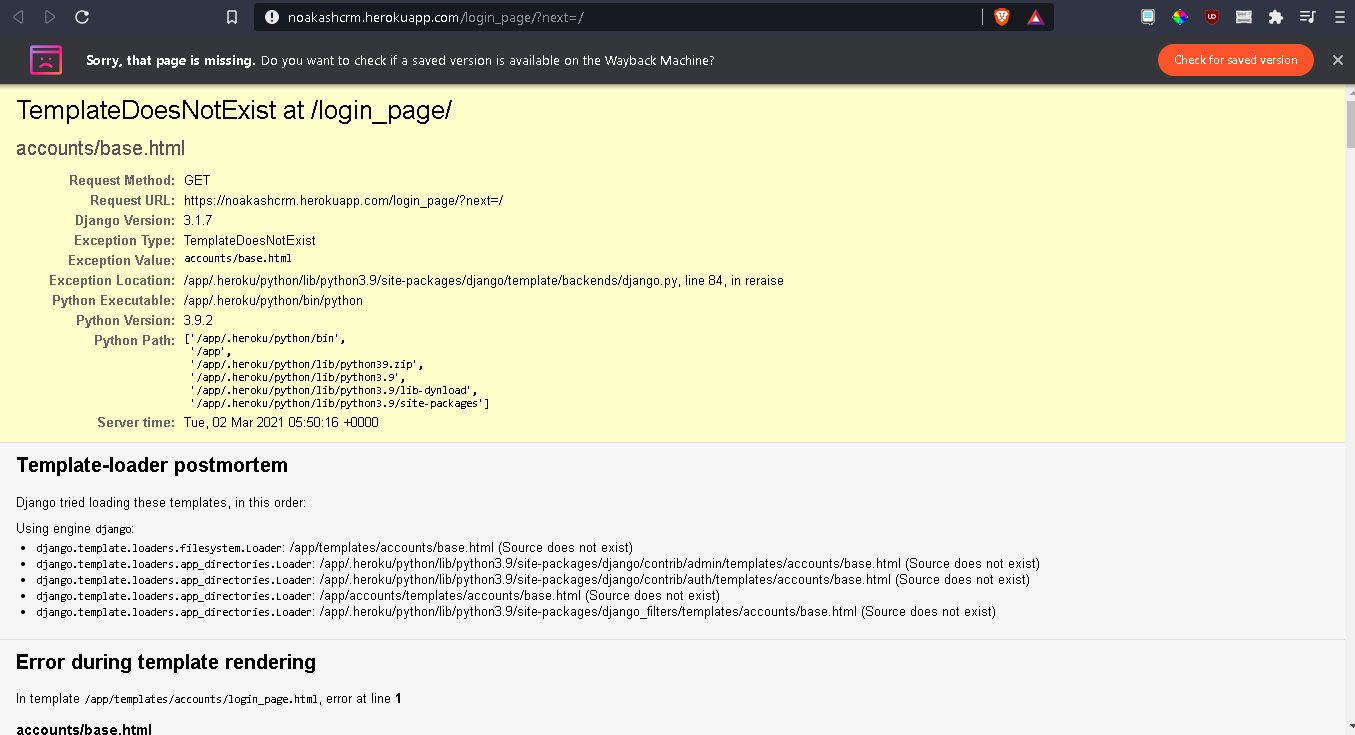 noakashcrm.herokuapp.com/login_page/?next=/
UD
Sorry, that page is missing. Do you want to check if a saved version is available on the Wayback Machine?
Check for saved version
TemplateDoesNotExist at /login_page/
accounts/base.html
Request Method: GET
Request URL: https://noakashcrm.herokuapp.com/login_page/?next=/
Django Version: 3.1.7
Exception Type: TemplateDoesNotExist
Exception Value: accounts/base.html
Exception Location: /app/.heroku/python/lib/python3.9/site-packages/django/template/backends/django.py, line 84, in reraise
Python Executable: /app/.heroku/python/bin/python
Python Version: 3.9.2
Python Path: ['/app/.heroku/python/bin',
'/app',
'/app/.heroku/python/lib/python39.zip',
'/app/.heroku/python/lib/python3.9',
'/app/.heroku/python/lib/python3.9/lib-dynload',
'/app/.heroku/python/lib/python3.9/site-packages']
Server time: Tue, 02 Mar 2021 05:50:16 +0000
Template-loader postmortem
Django tried loading these templates, in this order:
Using engine django:
• django.template.loaders.filesystem.Loader: /app/templates/accounts/base.html (Source does not exist)
• django.template.loaders.app_directories.Loader: /app/.heroku/python/lib/python3.9/site-packages/django/contrib/admin/templates/accounts/base.html (Source does not exist)
• django.template.loaders.app_directories.Loader: /app/.heroku/python/lib/python3.9/site-packages/django/contrib/auth/templates/accounts/base.html (Source does not exist)
• django.template.loaders.app_directories.Loader: /app/accounts/templates/accounts/base.html (Source does not exist)
• django.template.loaders.app_directories.Loader: /app/.heroku/python/lib/python3.9/site-packages/django_filters/templates/accounts/base.html (Source does not exist)
Error during template rendering
In template /app/templates/accounts/login_page.html, error at line 1
accounts/base.html